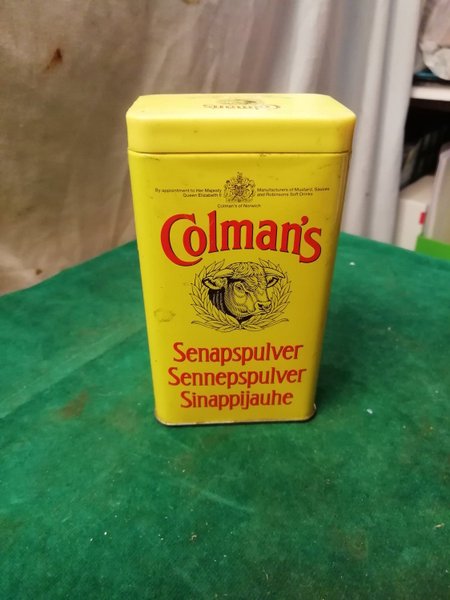 Colman's
By appointment to Her Majesty
Queen Elizabeth II
Manufacturers of Mustard, Sauces
and Robinsons Soft Drinks
Colman's of Norwich
Colman's
Senapspulver
Sennepspulver
Sinappijauhe